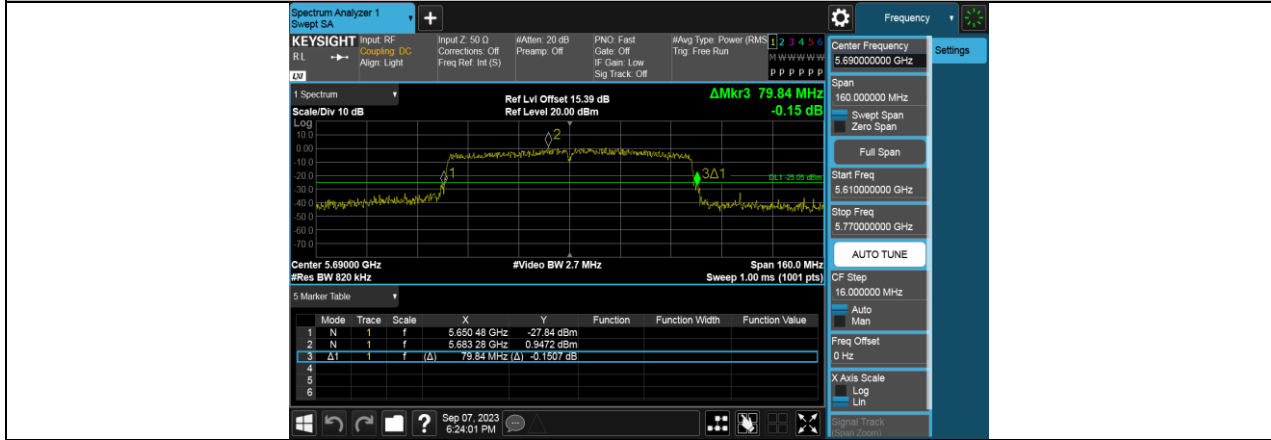 Spectrum Analyzer 1
Swept SA
+
Frequency
KEYSIGHT
RL
LXI
Input: RF
Coupling: DC
Align: Light
Input Z: 50 Ω
Corrections: Off
Freq Ref: Int (S)
#Atten: 20 dB
Preamp: Off
PNO: Fast
Gate: Off
IF Gain: Low
Sig Track: Off
#Avg Type: Power (RMS
Trig: Free Run
1 2 3 4 5 6
M W W W W W
P P P P P P
1 Spectrum
Scale/Div 10 dB
Ref Lvl Offset 15.39 dB
Ref Level 20.00 dBm
ΔMkr3 79.84 MHz
-0.15 dB
Log
10.0
0.00
-10.0
-20.0
-30.0
-40.0
-50.0
-60.0
-70.0
2
1
3Δ1
DL1 -25.05 dBm
Center 5.69000 GHz
#Res BW 820 kHz
#Video BW 2.7 MHz
Span 160.0 MHz
Sweep 1.00 ms (1001 pts)
5 Marker Table
Mode Trace Scale X Y Function Function Width Function Value
1 N 1 f 5.650 48 GHz -27.84 dBm
2 N 1 f 5.683 28 GHz 0.9472 dBm
3 Δ1 1 f (Δ) 79.84 MHz (Δ) -0.1507 dB
4
5
6
?
Sep 07, 2023
6:24:01 PM
Center Frequency
5.690000000 GHz
Settings
Span
160.000000 MHz
Swept Span
Zero Span
Full Span
Start Freq
5.610000000 GHz
Stop Freq
5.770000000 GHz
AUTO TUNE
CF Step
16.000000 MHz
Auto
Man
Freq Offset
0 Hz
X Axis Scale
Log
Lin
Signal Track
(Span Zoom)